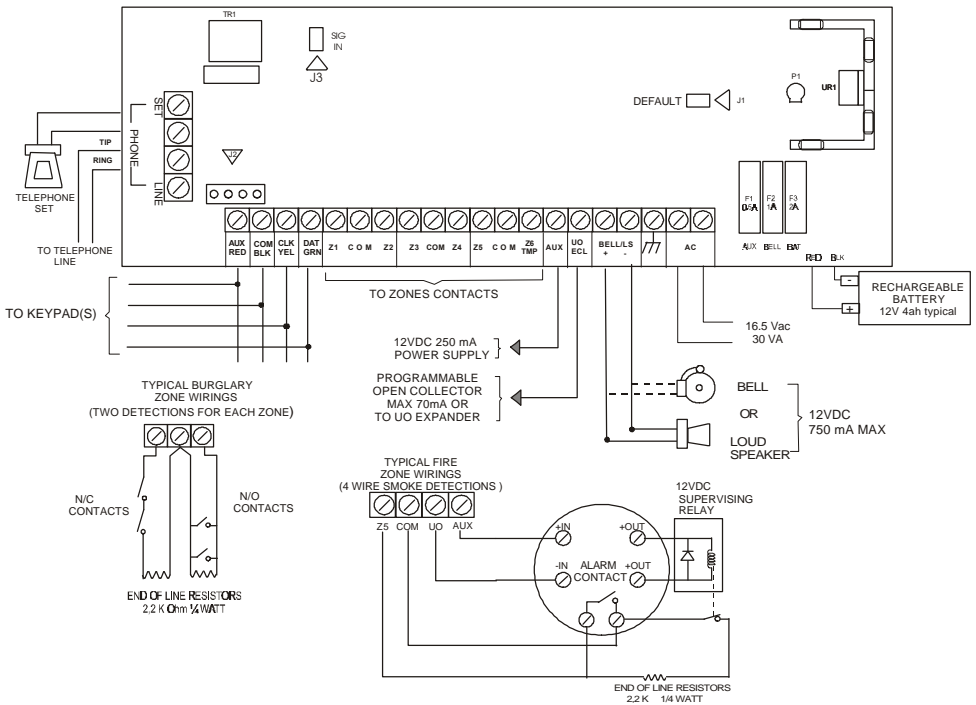 TR1
SIG
IN
J3
DEFAULT
J1
P1
UR1
SET
PHONE
LINE
TIP
RING
TELEPHONE
SET
TO TELEPHONE
LINE
J2
F1
0.5A
F2
1A
F3
2A
AUX BELL BAT
RED BLK
AUX
RED
COM
BLK
CLK
YEL
DAT
GRN
Z1 COM Z2 Z3 COM Z4 Z5 COM Z6
TMP
AUX
UO
ECL
BELL/LS
+ -
AC
- 
+
RECHARGEABLE
BATTERY
12V 4ah typical
TO KEYPAD(S)
TO ZONES CONTACTS
16.5 Vac
30 VA
12VDC 250 mA
POWER SUPPLY
PROGRAMMABLE
OPEN COLLECTOR
MAX 70mA OR
TO UO EXPANDER
BELL
OR
LOUD
SPEAKER
12VDC
750 mA MAX
TYPICAL BURGLARY
ZONE WIRINGS
(TWO DETECTIONS FOR EACH ZONE)
N/C
CONTACTS
N/O
CONTACTS
END OF LINE RESISTORS
2,2 K Ohm ¼ WATT
TYPICAL FIRE
ZONE WIRINGS
(4 WIRE SMOKE DETECTIONS )
Z5 COM UO AUX
+IN
+OUT
-IN
ALARM
CONTACT
+OUT
12VDC
SUPERVISING
RELAY
END OF LINE RESISTORS
2,2 K 1/4 WATT